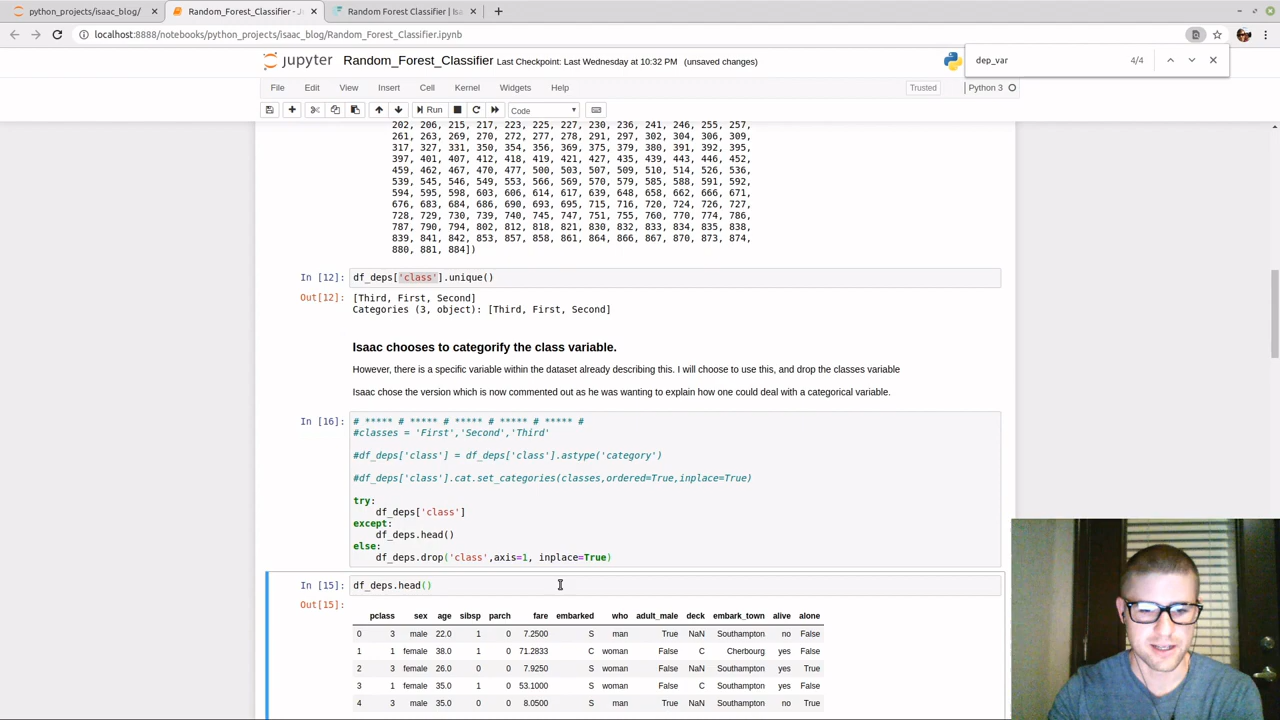 python_projects/isaac_blog/
Random_Forest_Classifier - J
Random Forest Classifier | Isa
localhost:8888/notebooks/python_projects/isaac_blog/Random_Forest_Classifier.ipynb
dep_var 4/4
jupyter Random_Forest_Classifier Last Checkpoint: Last Wednesday at 10:32 PM (unsaved changes)
File Edit View Insert Cell Kernel Widgets Help Trusted Python 3
Run Code
202, 206, 215, 217, 223, 225, 227, 230, 236, 241, 246, 255, 257,
261, 263, 269, 270, 272, 277, 278, 291, 297, 302, 304, 306, 309,
317, 327, 331, 350, 354, 356, 369, 375, 379, 380, 391, 392, 395,
397, 401, 407, 412, 418, 419, 421, 427, 435, 439, 443, 446, 452,
459, 462, 467, 470, 477, 500, 503, 507, 509, 510, 514, 526, 536,
539, 545, 546, 549, 553, 566, 569, 570, 579, 585, 588, 591, 592,
594, 595, 598, 603, 606, 614, 617, 639, 648, 658, 662, 666, 671,
676, 683, 684, 686, 690, 693, 695, 715, 716, 720, 724, 726, 727,
728, 729, 730, 739, 740, 745, 747, 751, 755, 760, 770, 774, 786,
787, 790, 794, 802, 812, 818, 821, 830, 832, 833, 834, 835, 838,
839, 841, 842, 853, 857, 858, 861, 864, 866, 867, 870, 873, 874,
880, 881, 884])
In [12]: df_deps['class'].unique()
Out[12]: [Third, First, Second]
Categories (3, object): [Third, First, Second]
Isaac chooses to categorify the class variable.
However, there is a specific variable within the dataset already describing this. I will choose to use this, and drop the classes variable
Isaac chose the version which is now commented out as he was wanting to explain how one could deal with a categorical variable.
In [16]: # ***** # ***** # ***** # ***** # ***** #
#classes = 'First','Second','Third'
#df_deps['class'] = df_deps['class'].astype('category')
#df_deps['class'].cat.set_categories(classes,ordered=True,inplace=True)
try:
df_deps['class']
except:
df_deps.head()
else:
df_deps.drop('class',axis=1, inplace=True)
In [15]: df_deps.head()
Out[15]:
pclass sex age sibsp parch fare embarked who adult_male deck embark_town alive alone
0 3 male 22.0 1 0 7.2500 S man True NaN Southampton no False
1 1 female 38.0 1 0 71.2833 C woman False C Cherbourg yes False
2 3 female 26.0 0 0 7.9250 S woman False NaN Southampton yes True
3 1 female 35.0 1 0 53.1000 S woman False C Southampton yes False
4 3 male 35.0 0 0 8.0500 S man True NaN Southampton no True